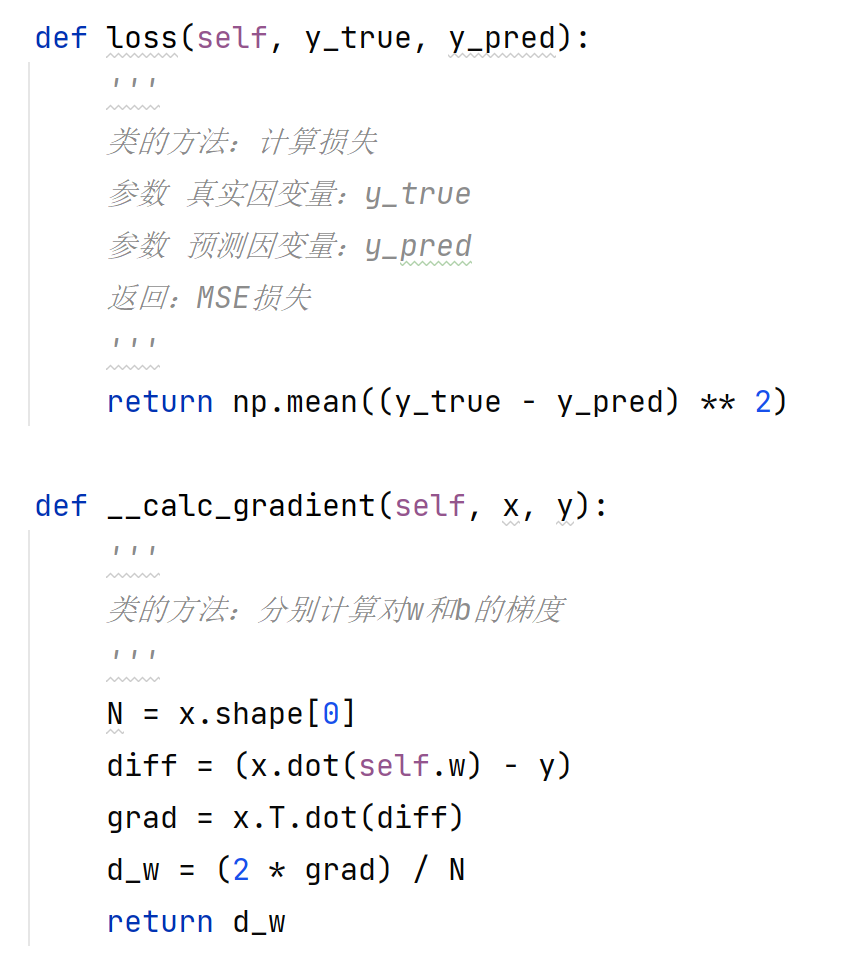 def loss(self, y_true, y_pred):
'''
类的方法：计算损失
参数 真实因变量：y_true
参数 预测因变量：y_pred
返回：MSE损失
'''
return np.mean((y_true - y_pred) ** 2)
def __calc_gradient(self, x, y):
'''
类的方法：分别计算对w和b的梯度
'''
N = x.shape[0]
diff = (x.dot(self.w) - y)
grad = x.T.dot(diff)
d_w = (2 * grad) / N
return d_w